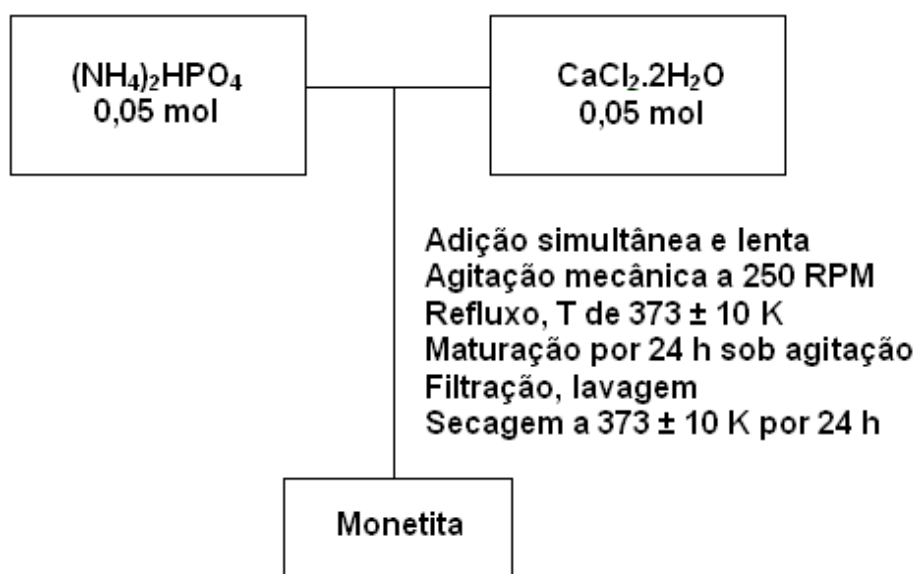 (NH₄)₂HPO₄
0,05 mol
CaCl₂.2H₂O
0,05 mol
Adição simultânea e lenta
Agitação mecânica a 250 RPM
Refluxo, T de 373 ± 10 K
Maturação por 24 h sob agitação
Filtração, lavagem
Secagem a 373 ± 10 K por 24 h
Monetita